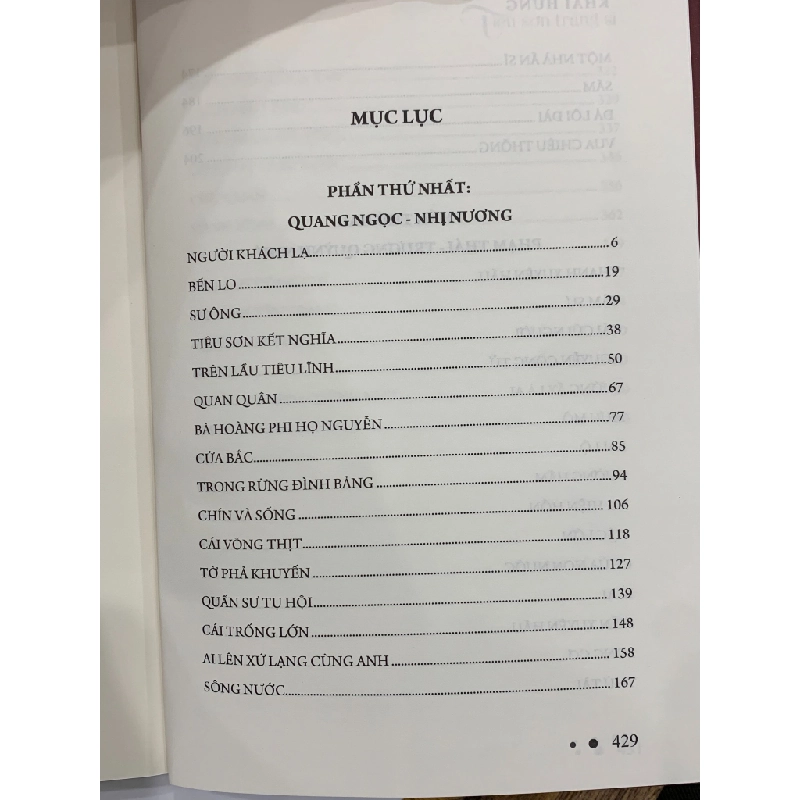 MỤC LỤC
PHẦN THỨ NHẤT:
QUANG NGỌC - NHỊ NƯƠNG
NGƯỜI KHÁCH LẠ 6
BẾN LO 19
SƯ ÔNG 29
TIÊU SƠN KẾT NGHĨA 38
TRÊN LẦU TIÊU LĨNH 50
QUAN QUÂN 67
BÀ HOÀNG PHI HỌ NGUYỄN 77
CỬA BẮC 85
TRONG RỪNG ĐÌNH BẢNG 94
CHÍN VÀ SỐNG 106
CÁI VÒNG THỊT 118
TỜ PHẢ KHUYẾN 127
QUẦN SƯ TỤ HỘI 139
CÁI TRỐNG LỚN 148
AI LÊN XỨ LẠNG CÙNG ANH 158
SÔNG NƯỚC 167
429